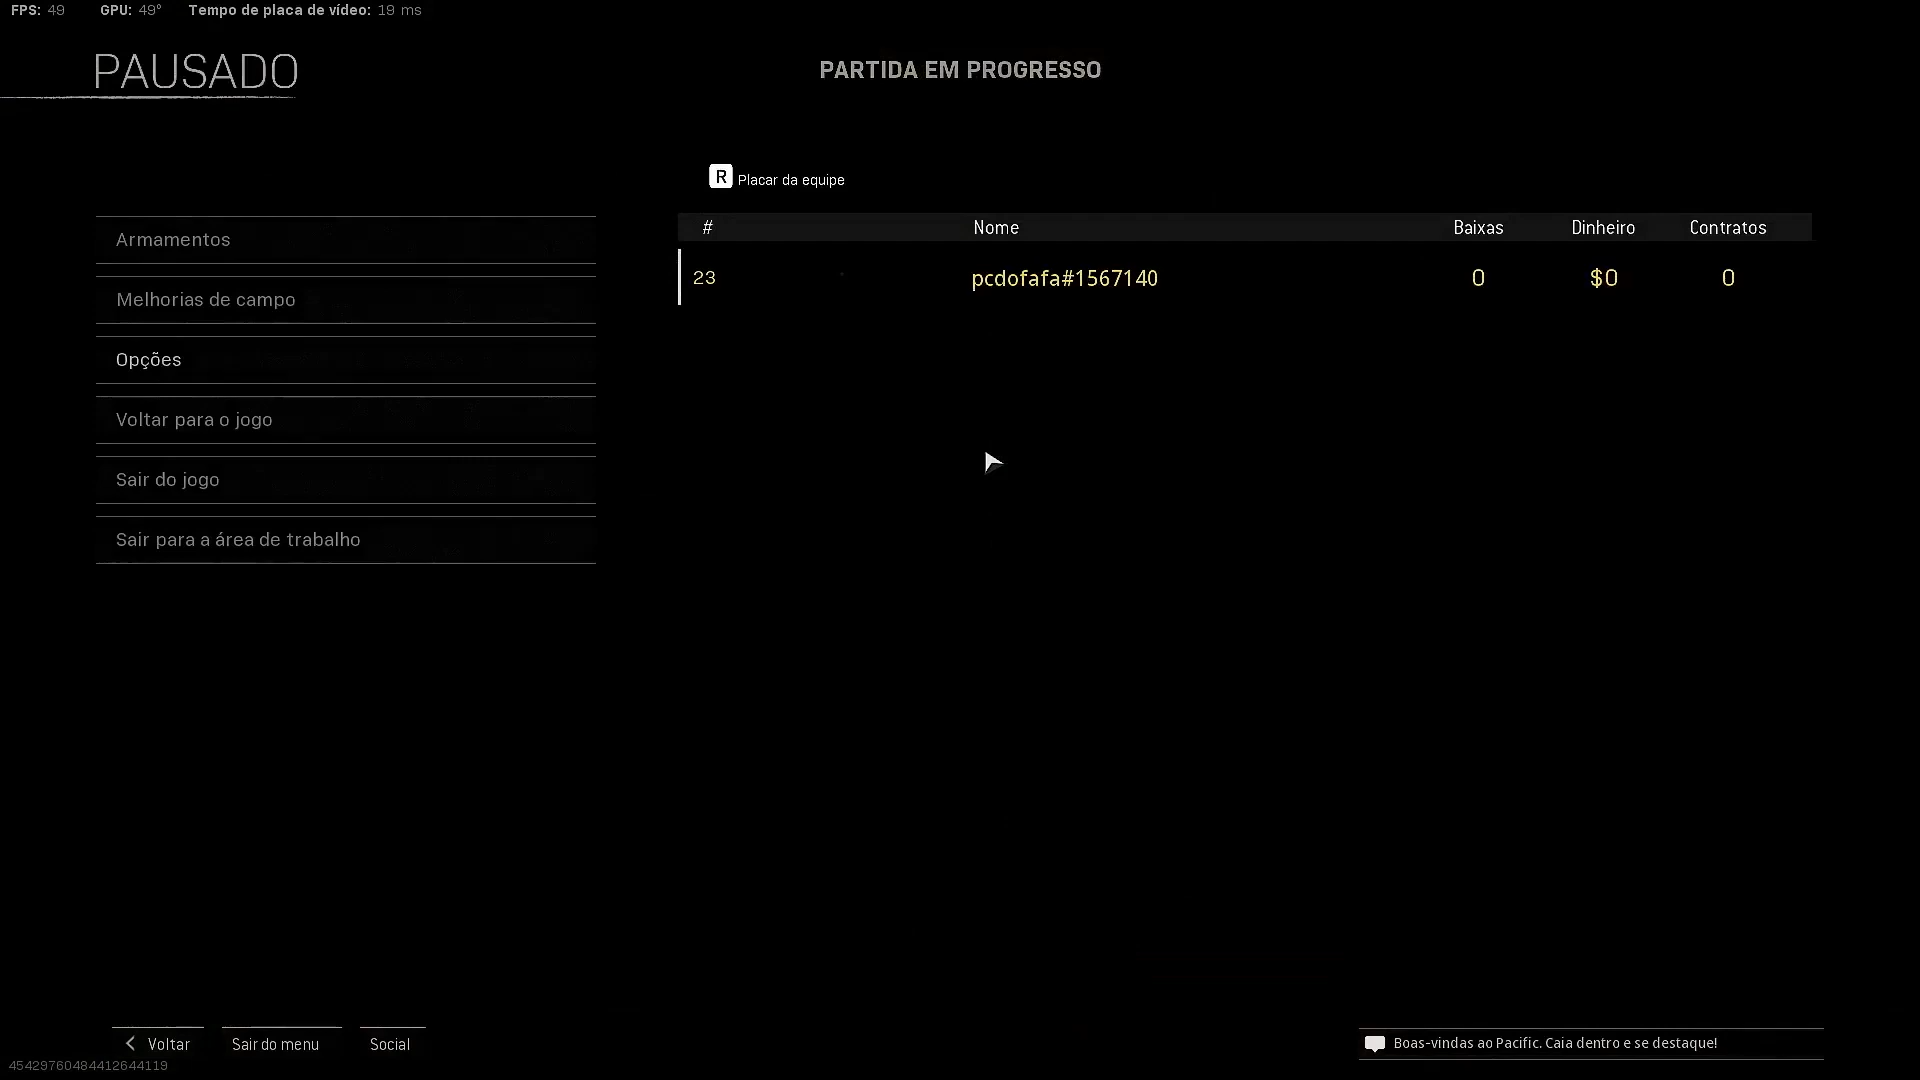 FPS: 49 GPU: 49° Tempo de placa de vídeo: 19 ms
PAUSADO
PARTIDA EM PROGRESSO
R Placar da equipe
# Nome Baixas Dinheiro Contratos
23 pcdofafa#1567140 0 $0 0
Armamentos
Melhorias de campo
Opções
Voltar para o jogo
Sair do jogo
Sair para a área de trabalho
Voltar Sair do menu Social
Boas-vindas ao Pacific. Caia dentro e se destaque!
45429760484412644119